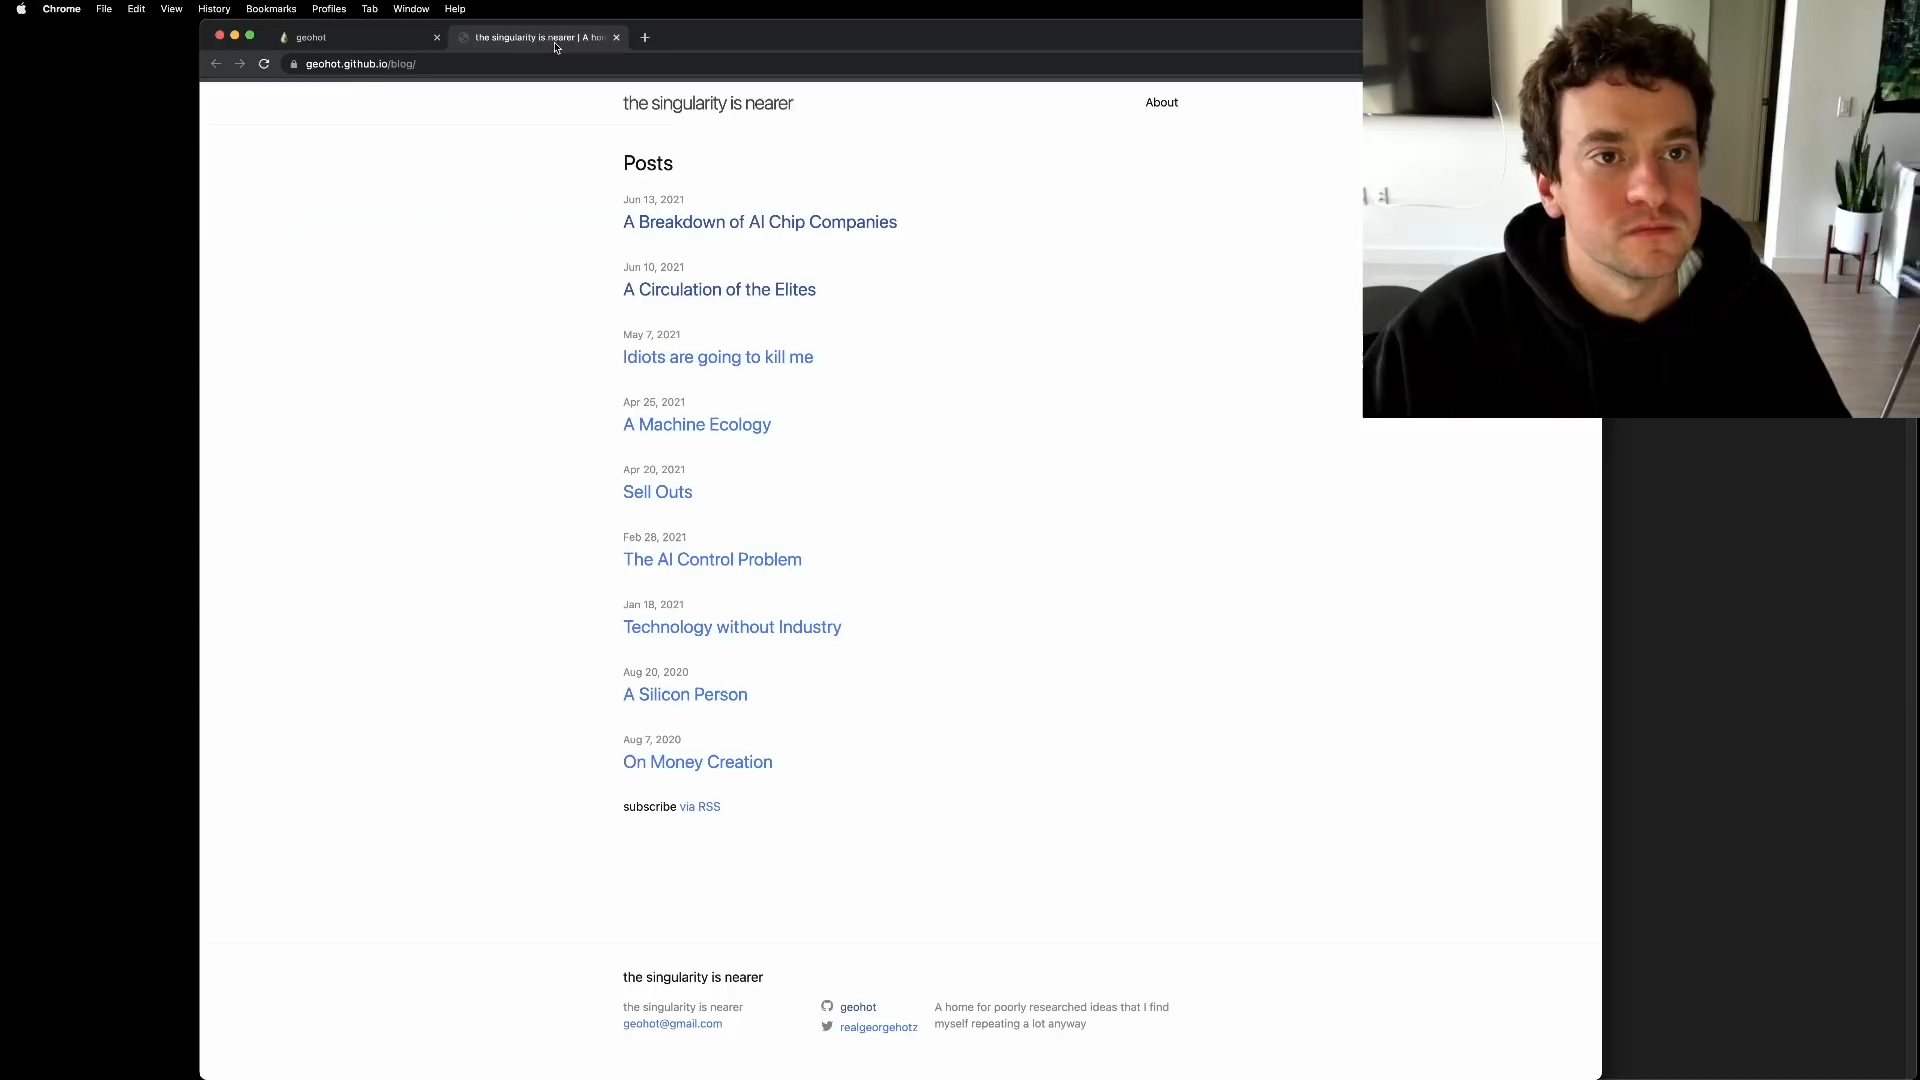 Chrome File Edit View History Bookmarks Profiles Tab Window Help
geohot
the singularity is nearer | A hor
geohot.github.io/blog/
the singularity is nearer
About
Posts
Jun 13, 2021
A Breakdown of AI Chip Companies
Jun 10, 2021
A Circulation of the Elites
May 7, 2021
Idiots are going to kill me
Apr 25, 2021
A Machine Ecology
Apr 20, 2021
Sell Outs
Feb 28, 2021
The AI Control Problem
Jan 18, 2021
Technology without Industry
Aug 20, 2020
A Silicon Person
Aug 7, 2020
On Money Creation
subscribe via RSS
the singularity is nearer
the singularity is nearer
geohot@gmail.com
geohot
realgeorgehotz
A home for poorly researched ideas that I find
myself repeating a lot anyway